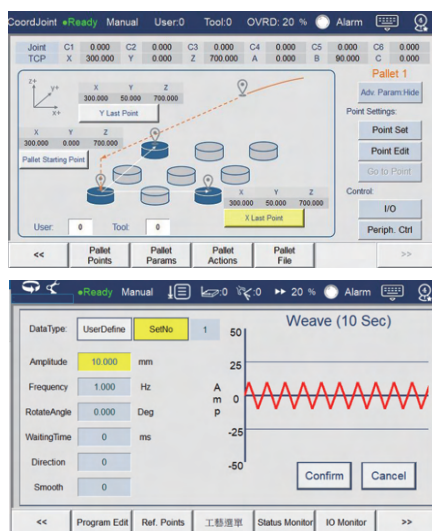 CoordJoint ●Ready Manual User:0 Tool:0 OVRD: 20 % Alarm
Joint C1 0.000 C2 0.000 C3 0.000 C4 0.000 C5 0.000 C6 0.000
TCP X 300.000 Y 0.000 Z 700.000 A 0.000 B 90.000 C 0.000
Pallet 1
Adv. Param:Hide
Z+ Y+ X+
X Y Z
300.000 50.000 700.000
Y Last Point
Point Settings:
Point Set
X Y Z
300.000 0.000 700.000
Pallet Starting Point
Point Edit
Go to Point
X Y Z
300.000 50.000 700.000
X Last Point
Control:
I/O
Periph. Ctrl
User: 0 Tool: 0
<< Pallet Points Pallet Params Pallet Actions Pallet File >>
●Ready Manual :0 :0 20 % Alarm
DataType: UserDefine SetNo 1
Weave (10 Sec)
Amplitude 10.000 mm
Frequency 1.000 Hz
RotateAngle 0.000 Deg
WaitingTime 0 ms
Direction 0
Smooth 0
Amp
50
25
0
-25
-50
Confirm Cancel
<< Program Edit Ref. Points 工藝選單 Status Monitor IO Monitor >>